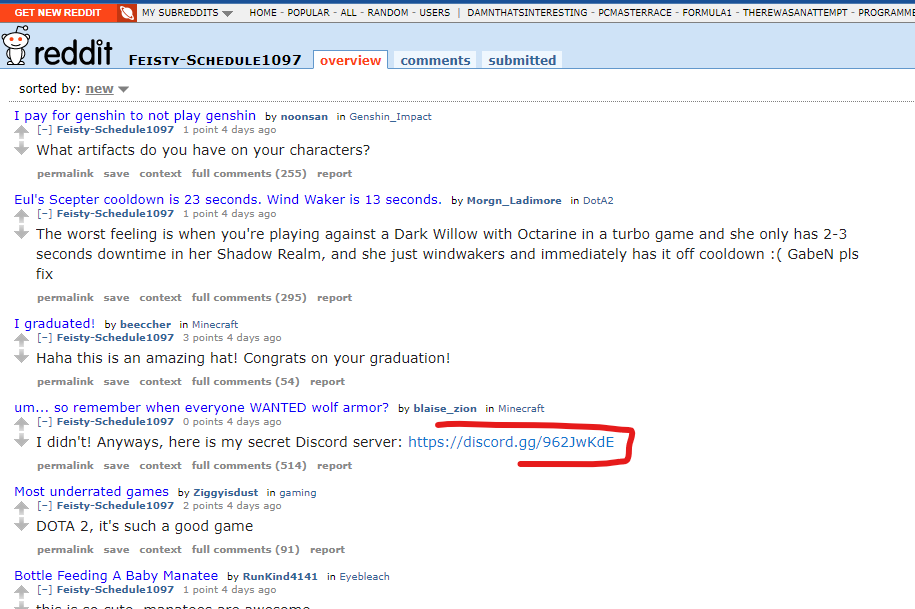 GET NEW REDDIT MY SUBREDDITS HOME - POPULAR - ALL - RANDOM - USERS | DAMNTHATSINTERESTING - PCMASTERRACE - FORMULA1 - THEREWASANATTEMPT - PROGRAMME
reddit FEISTY-SCHEDULE1097 overview comments submitted
sorted by: new
I pay for genshin to not play genshin by noonsan in Genshin_Impact
[–] Feisty-Schedule1097 1 point 4 days ago
What artifacts do you have on your characters?
permalink save context full comments (255) report
Eul's Scepter cooldown is 23 seconds. Wind Waker is 13 seconds. by Morgn_Ladimore in DotA2
[–] Feisty-Schedule1097 1 point 4 days ago
The worst feeling is when you're playing against a Dark Willow with Octarine in a turbo game and she only has 2-3
seconds downtime in her Shadow Realm, and she just windwakers and immediately has it off cooldown :( GabeN pls
fix
permalink save context full comments (295) report
I graduated! by beeccher in Minecraft
[–] Feisty-Schedule1097 3 points 4 days ago
Haha this is an amazing hat! Congrats on your graduation!
permalink save context full comments (54) report
um... so remember when everyone WANTED wolf armor? by blaise_zion in Minecraft
[–] Feisty-Schedule1097 0 points 4 days ago
I didn't! Anyways, here is my secret Discord server: https://discord.gg/962JwKdE
permalink save context full comments (514) report
Most underrated games by Ziggyisdust in gaming
[–] Feisty-Schedule1097 2 points 4 days ago
DOTA 2, it's such a good game
permalink save context full comments (91) report
Bottle Feeding A Baby Manatee by RunKind4141 in Eyebleach
[–] Feisty-Schedule1097 1 point 4 days ago
this is so cute, manatees are awesome